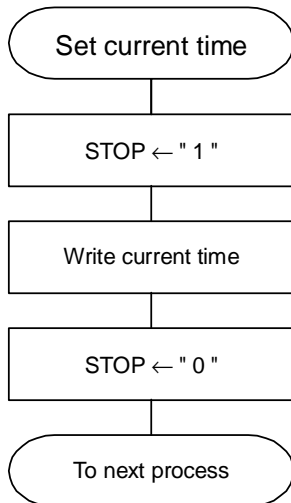 Set current time
STOP ← " 1 "
Write current time
STOP ← " 0 "
To next process